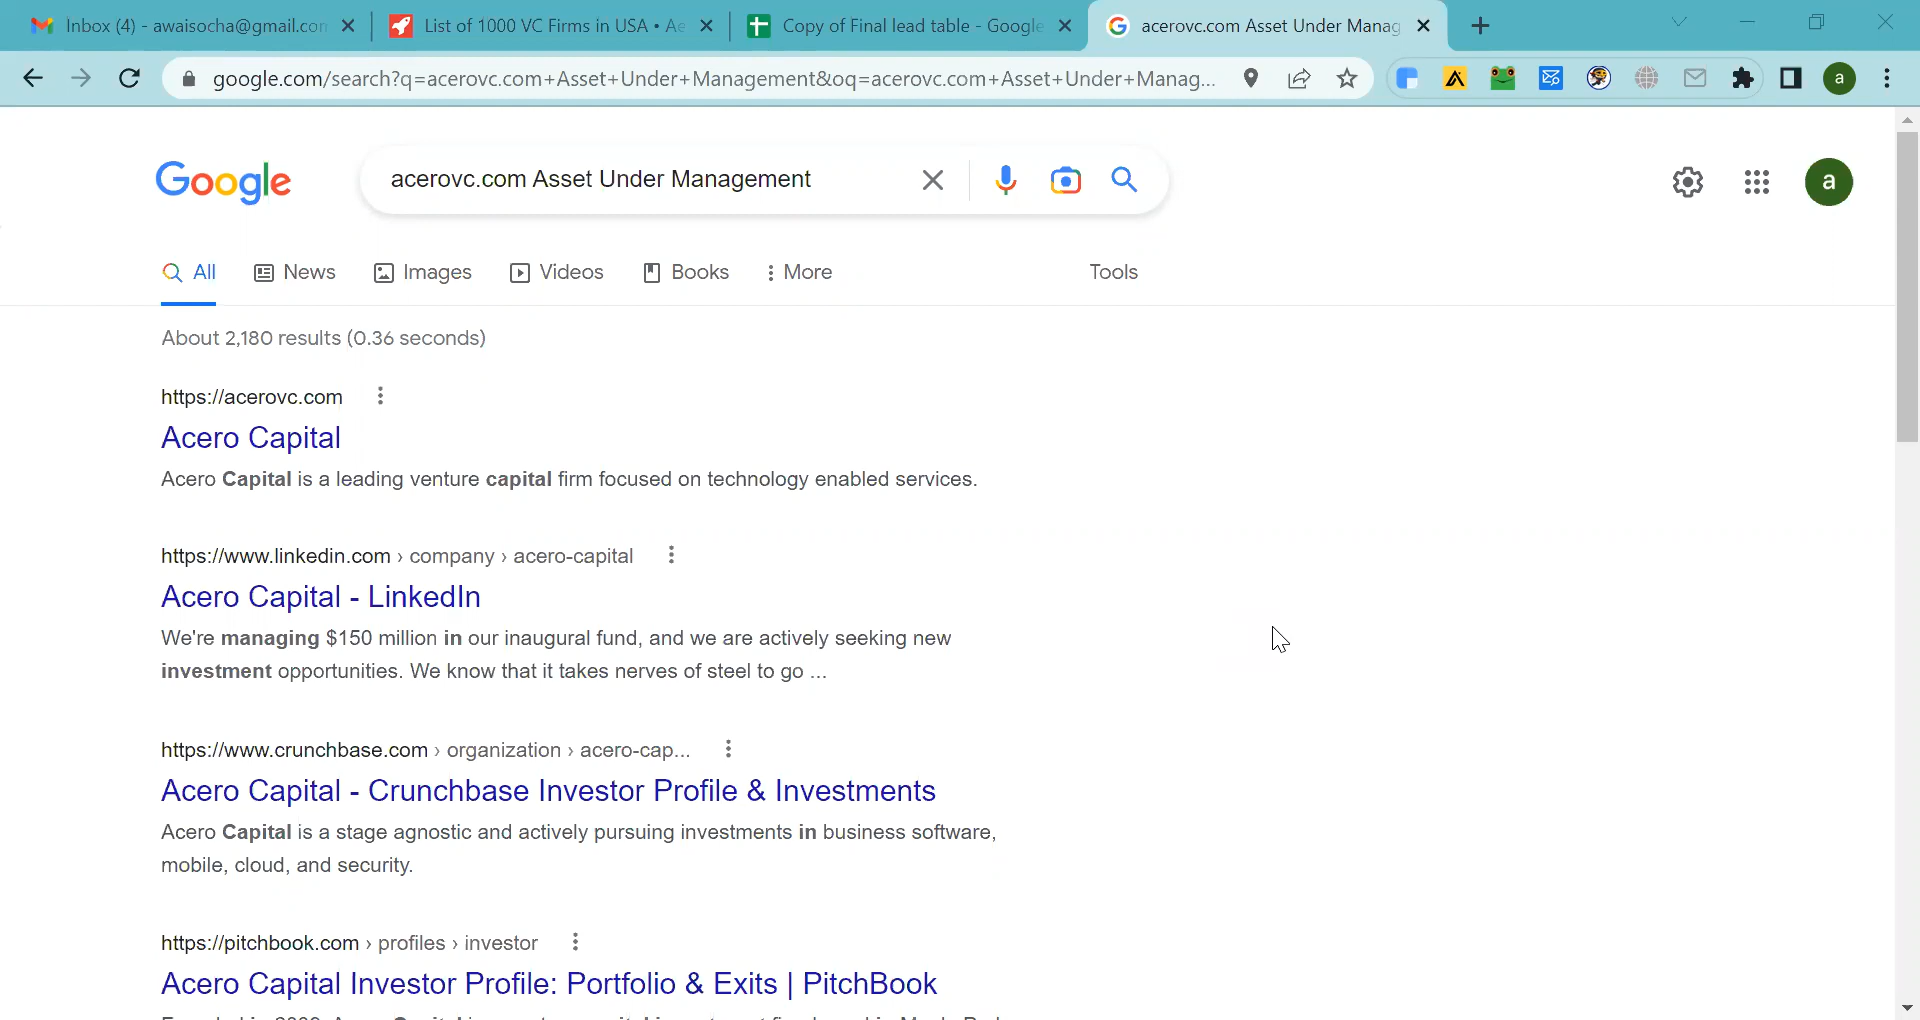 Inbox (4) - awaisocha@gmail.com
List of 1000 VC Firms in USA • Ae
Copy of Final lead table - Google
acerovc.com Asset Under Manag
google.com/search?q=acerovc.com+Asset+Under+Management&oq=acerovc.com+Asset+Under+Manag...
a
Google
acerovc.com Asset Under Management
a
All
News
Images
Videos
Books
More
Tools
About 2,180 results (0.36 seconds)
https://acerovc.com
Acero Capital
Acero Capital is a leading venture capital firm focused on technology enabled services.
https://www.linkedin.com › company › acero-capital
Acero Capital - LinkedIn
We're managing $150 million in our inaugural fund, and we are actively seeking new
investment opportunities. We know that it takes nerves of steel to go ...
https://www.crunchbase.com › organization › acero-cap...
Acero Capital - Crunchbase Investor Profile & Investments
Acero Capital is a stage agnostic and actively pursuing investments in business software,
mobile, cloud, and security.
https://pitchbook.com › profiles › investor
Acero Capital Investor Profile: Portfolio & Exits | PitchBook